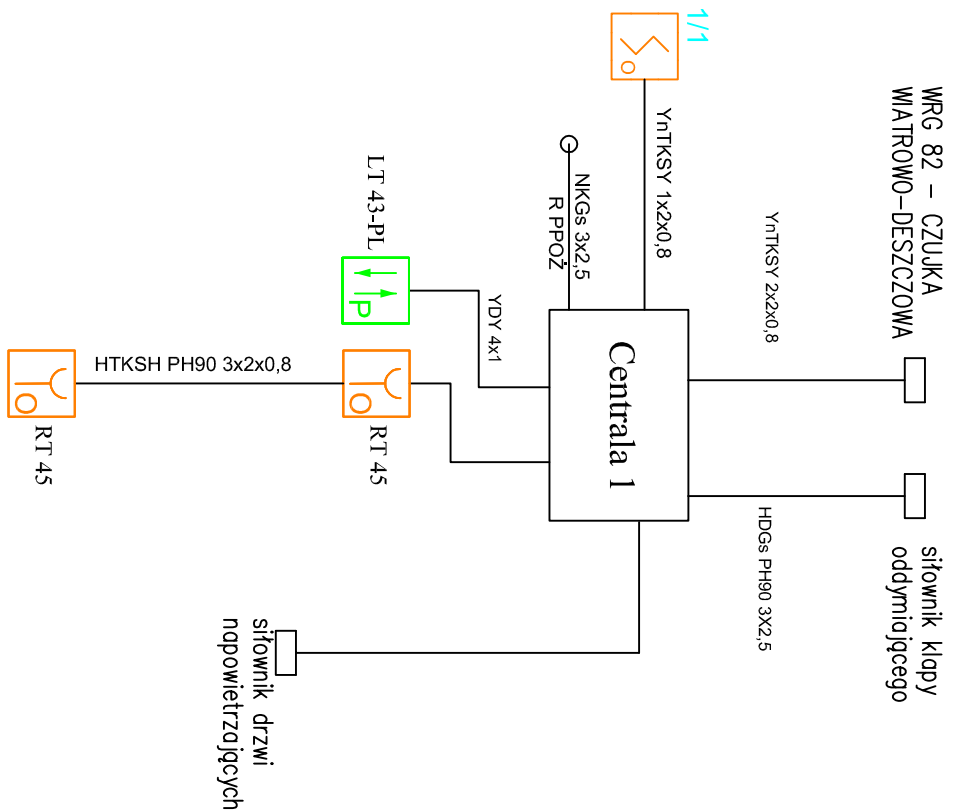 WRG 82 - CZUJKA
WIATROWO-DESZCZOWA
siłownik klapy
oddymiającego
YnTKSY 2x2x0,8
HDGs PH90 3X2,5
1/1
O
YnTKSY 1x2x0,8
Centrala 1
NKGs 3x2,5
R PPOŻ
YDY 4x1
LT 43-PL
P
O
RT 45
HTKSH PH90 3x2x0,8
O
RT 45
siłownik drzwi
napowietrzających